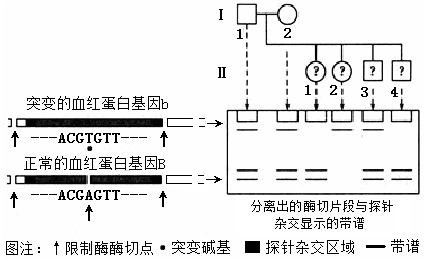 I
1
2
II
? ? ? ?
1 2 3 4
突变的血红蛋白基因b
---ACGTGTT---
正常的血红蛋白基因B
---ACGAGTT---
分离出的酶切片段与探针
杂交显示的带谱
图注：↑限制酶酶切点 •突变碱基 ■探针杂交区域 —带谱